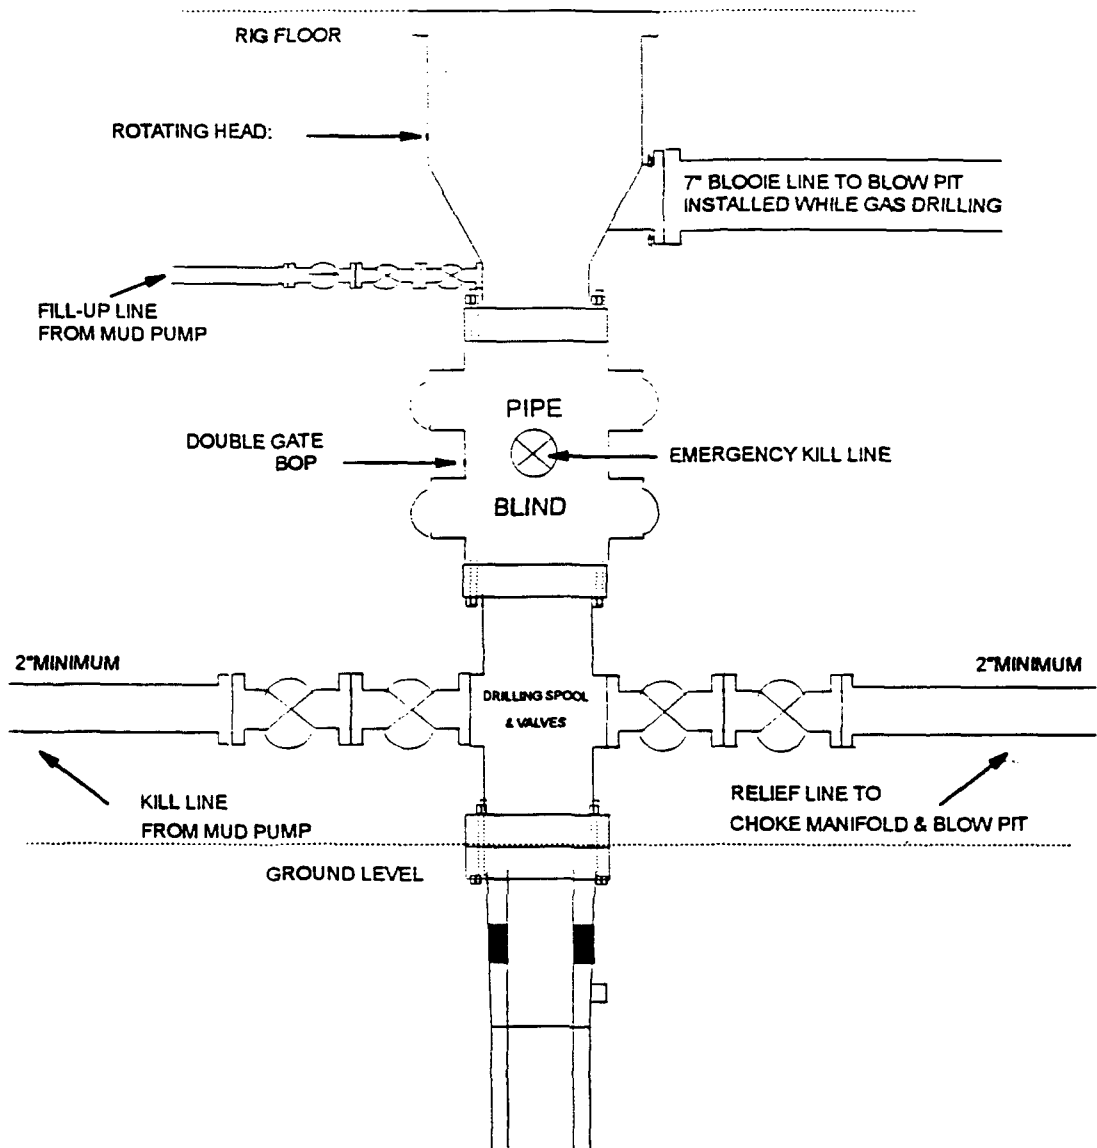 RIG FLOOR
ROTATING HEAD:
7" BLOOIE LINE TO BLOW PIT
INSTALLED WHILE GAS DRILLING
FILL-UP LINE
FROM MUD PUMP
PIPE
DOUBLE GATE
BOP
EMERGENCY KILL LINE
BLIND
2"MINIMUM
2"MINIMUM
DRILLING SPOOL
& VALVES
KILL LINE
FROM MUD PUMP
RELIEF LINE TO
CHOKE MANIFOLD & BLOW PIT
GROUND LEVEL